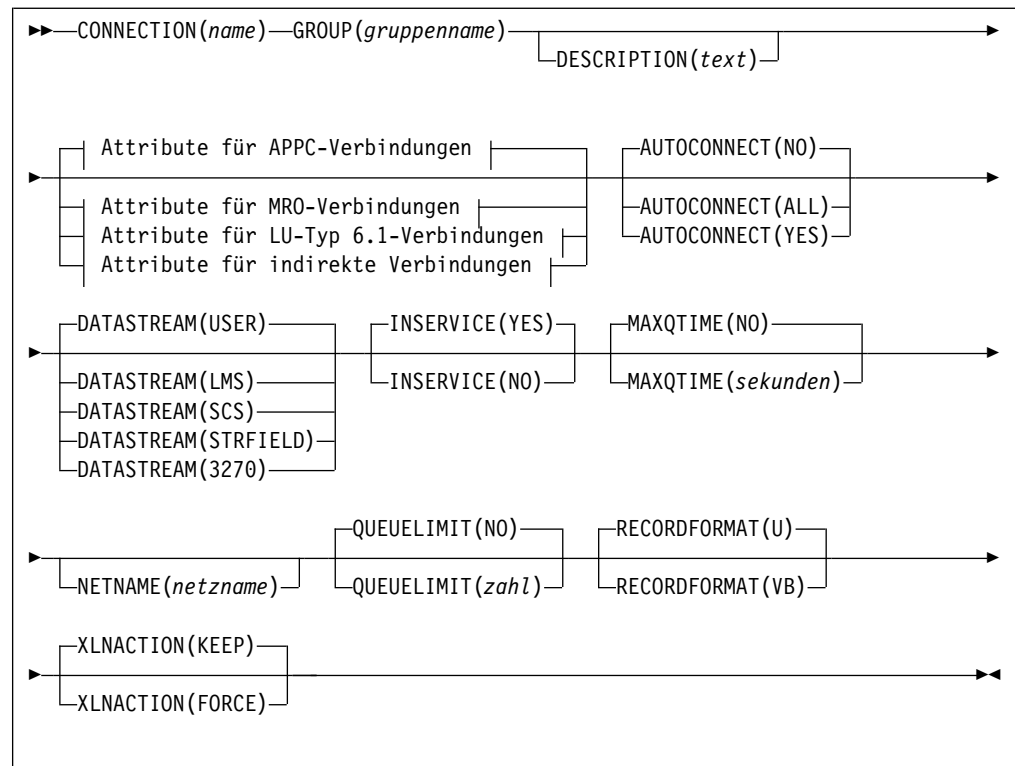 CONNECTION(name) GROUP(gruppenname)
DESCRIPTION(text)
Attribute für APPC-Verbindungen AUTOCONNECT(NO)
Attribute für MRO-Verbindungen AUTOCONNECT(ALL)
Attribute für LU-Typ 6.1-Verbindungen AUTOCONNECT(YES)
Attribute für indirekte Verbindungen
DATASTREAM(USER) INSERVICE(YES) MAXQTIME(NO)
DATASTREAM(LMS) INSERVICE(NO) MAXQTIME(sekunden)
DATASTREAM(SCS)
DATASTREAM(STRFIELD)
DATASTREAM(3270)
QUEUELIMIT(NO) RECORDFORMAT(U)
NETNAME(netzname) QUEUELIMIT(zahl) RECORDFORMAT(VB)
XLNACTION(KEEP)
XLNACTION(FORCE)